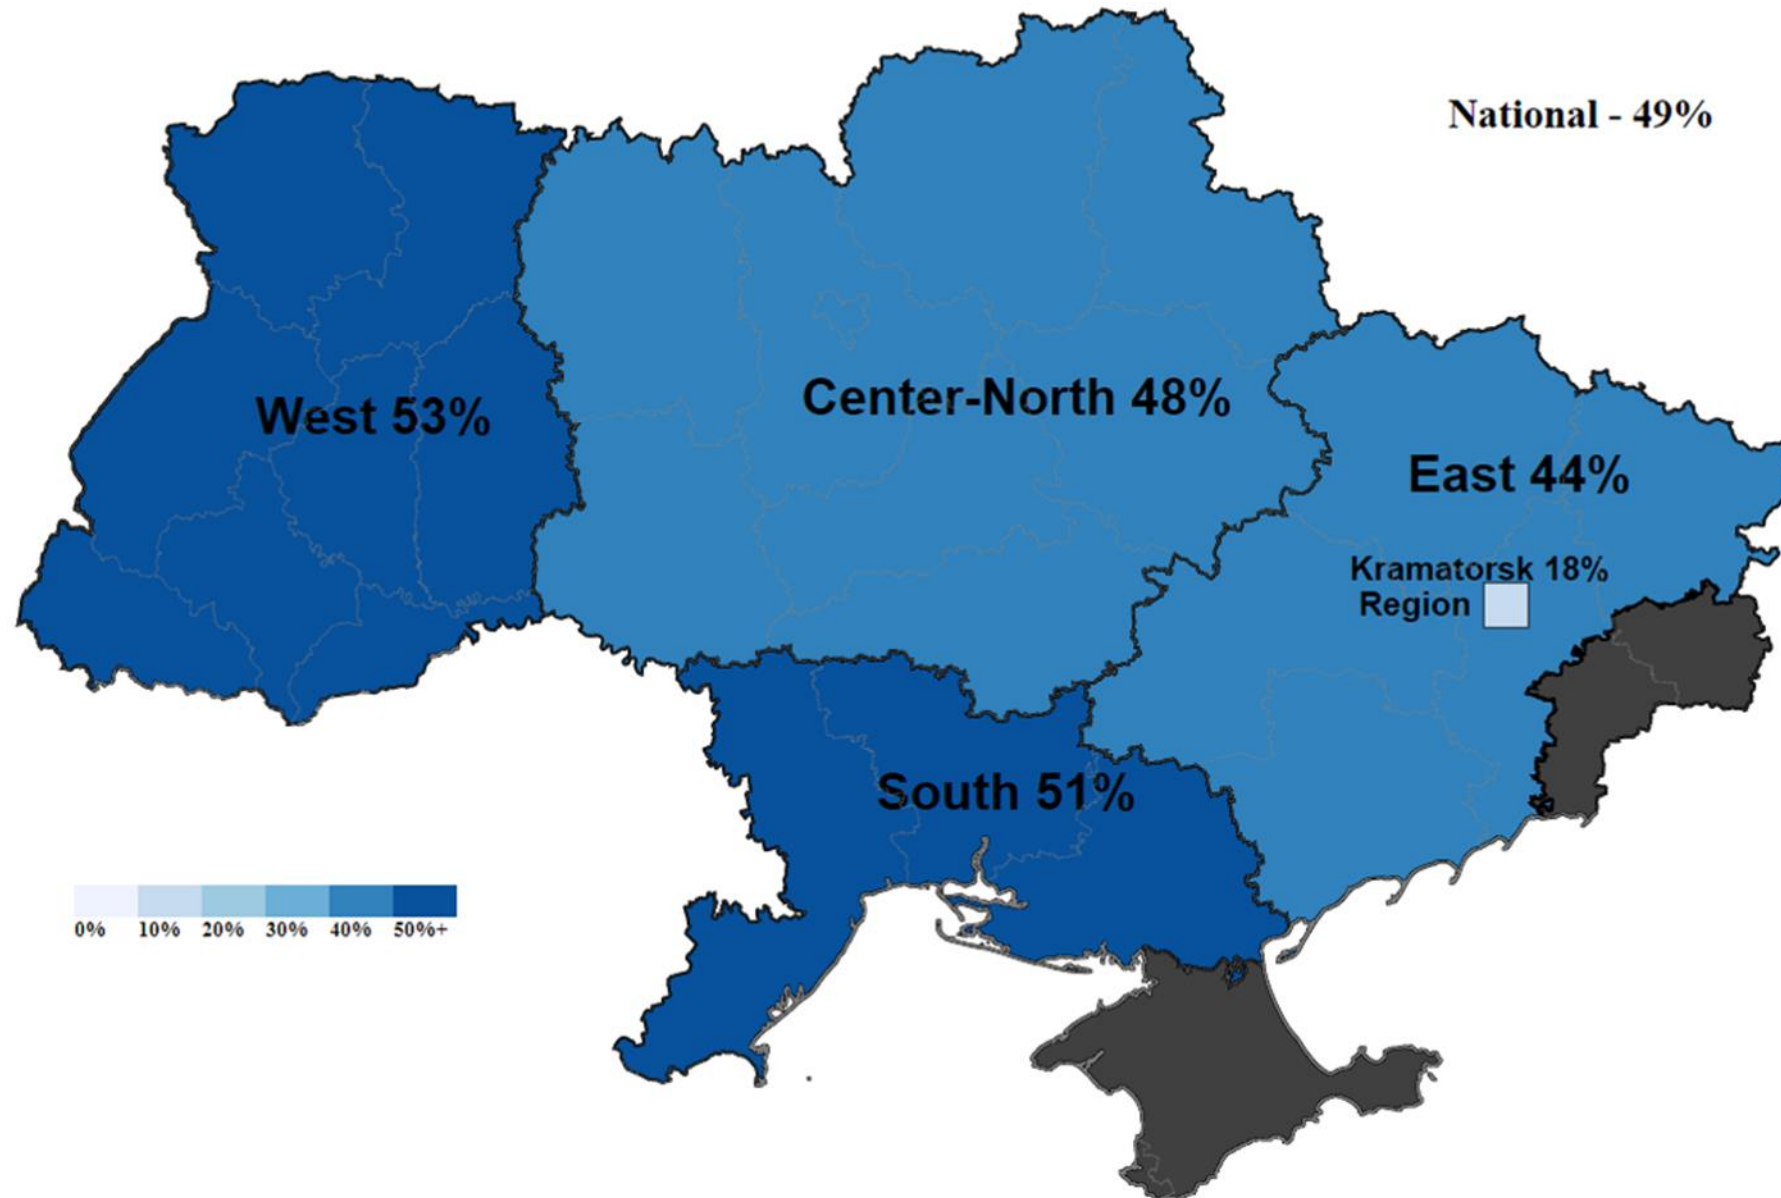 National - 49%
West 53%
Center-North 48%
East 44%
Kramatorsk 18%
Region
South 51%
0% 10% 20% 30% 40% 50%+